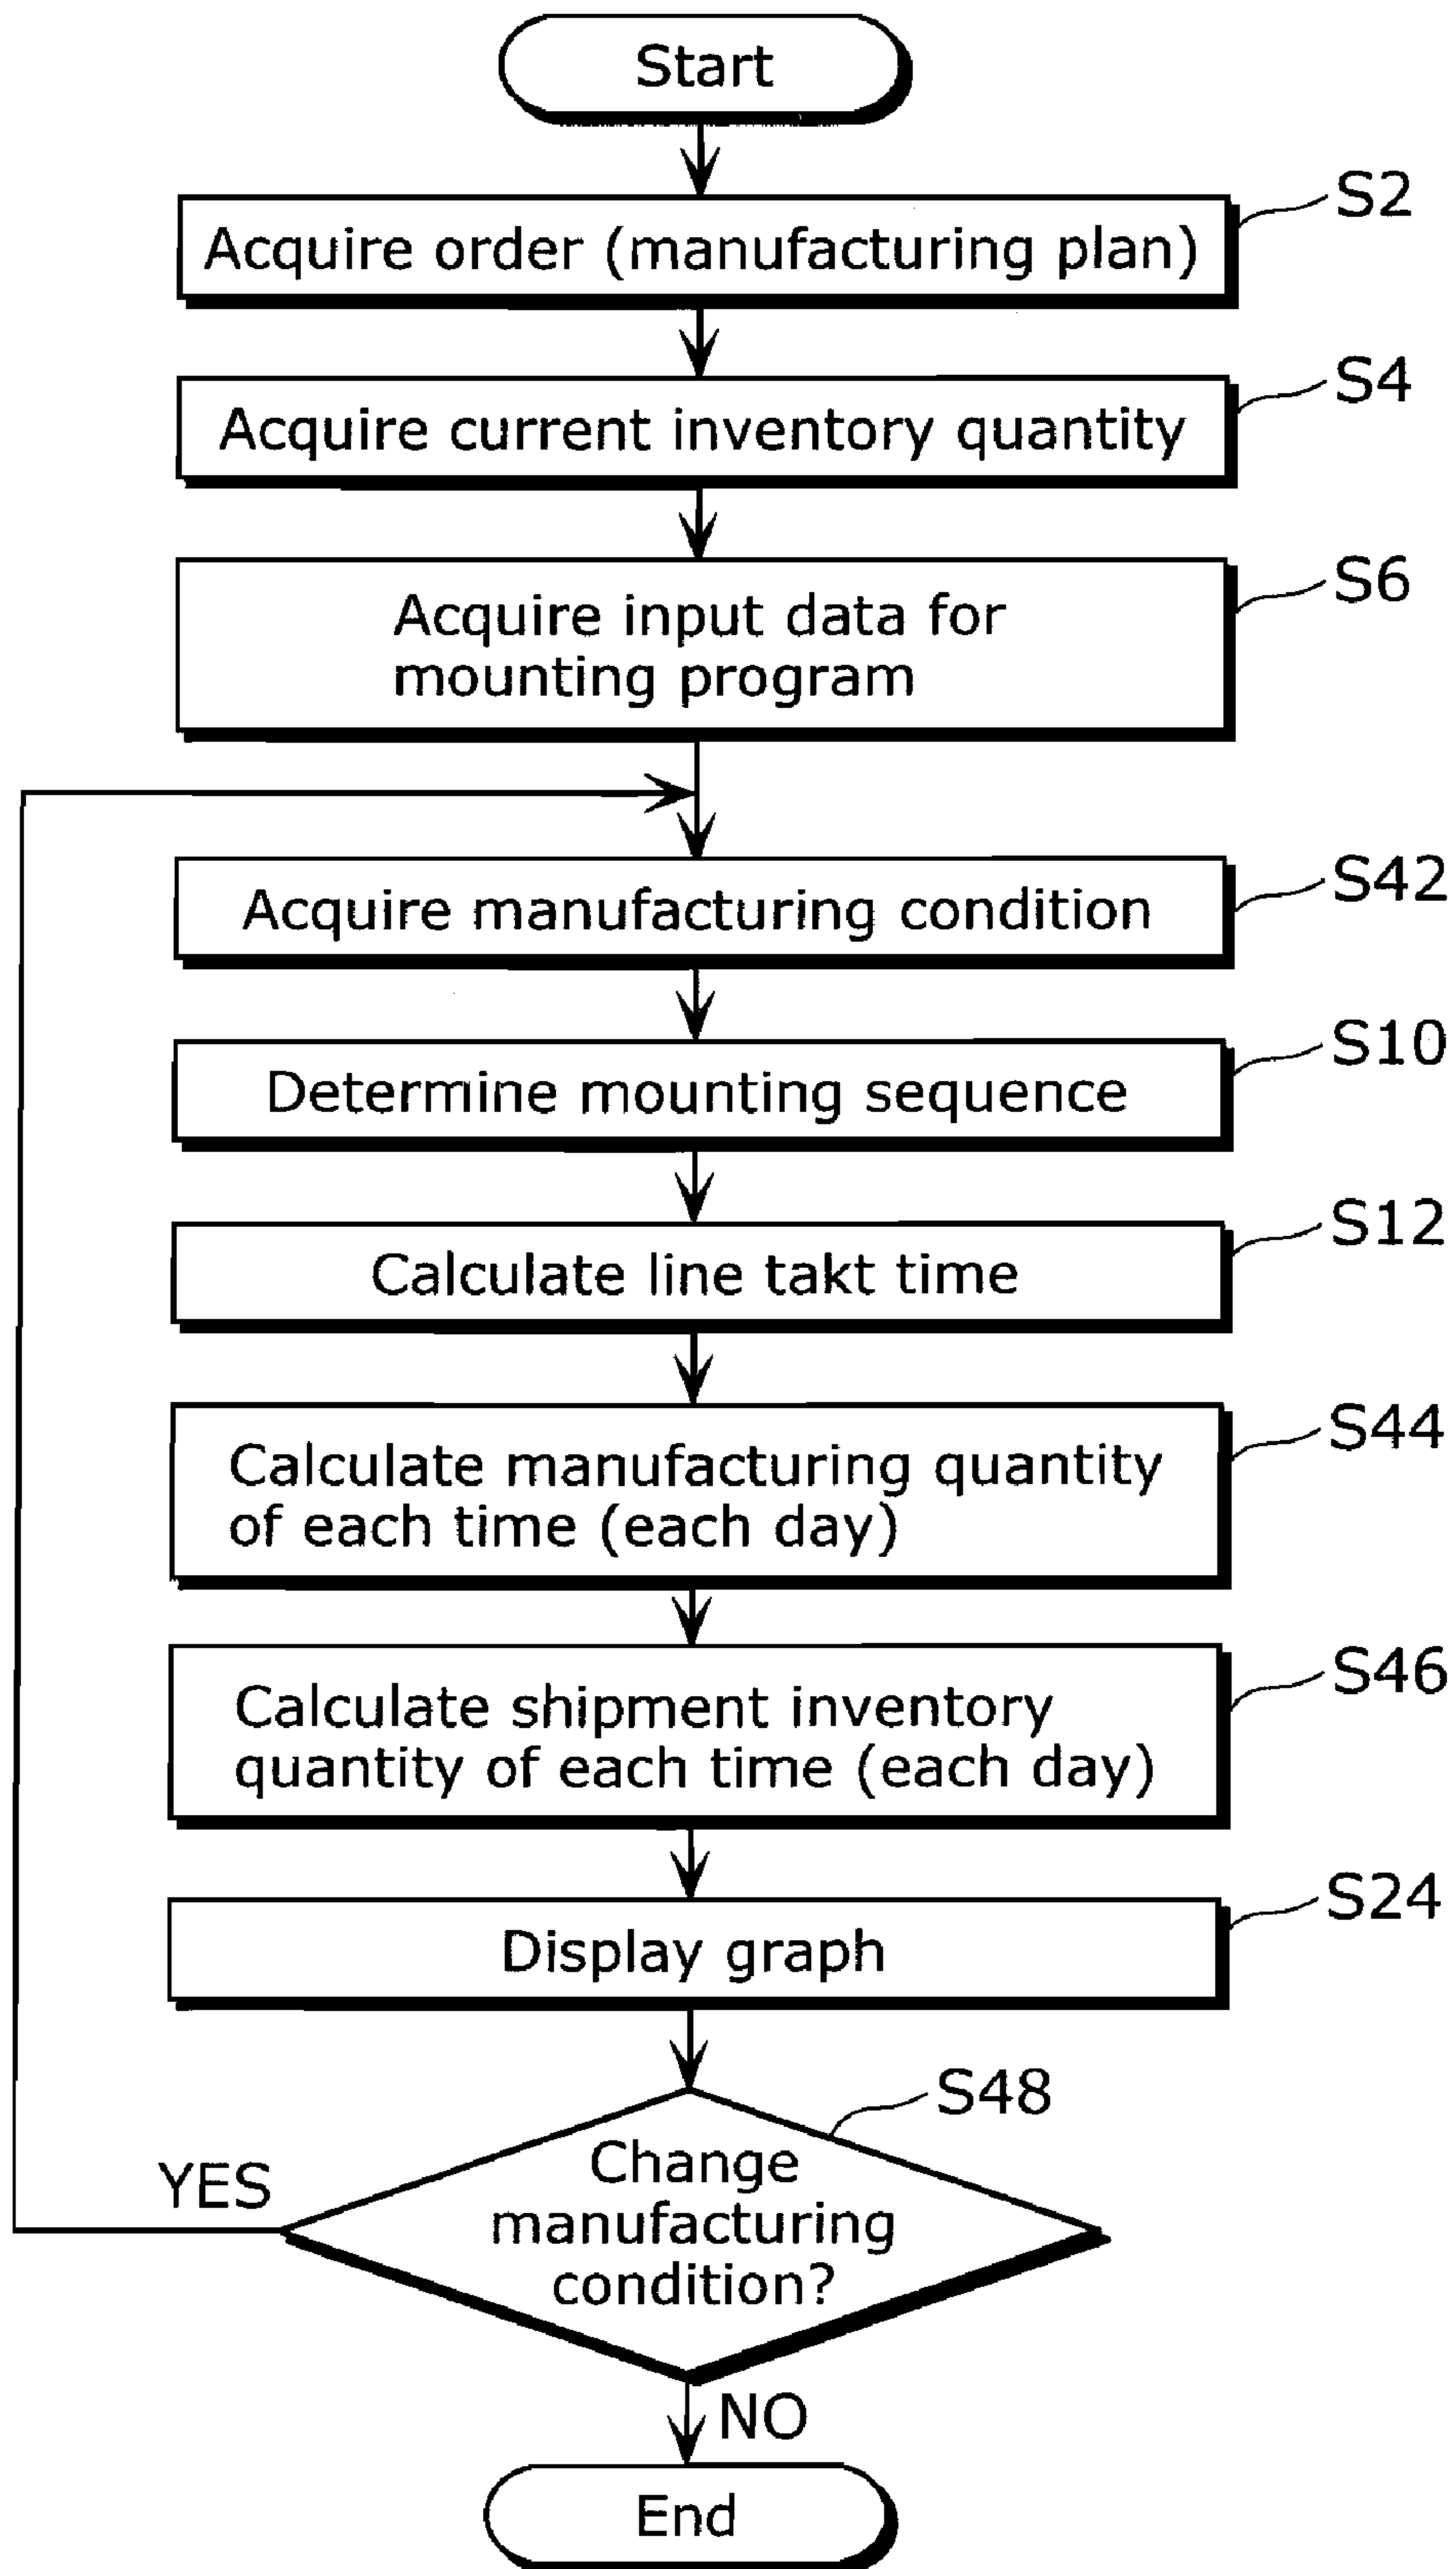 Start
S2
Acquire order (manufacturing plan)
S4
Acquire current inventory quantity
S6
Acquire input data for
mounting program
S42
Acquire manufacturing condition
S10
Determine mounting sequence
S12
Calculate line takt time
S44
Calculate manufacturing quantity
of each time (each day)
S46
Calculate shipment inventory
quantity of each time (each day)
S24
Display graph
S48
Change
manufacturing
condition?
YES
NO
End